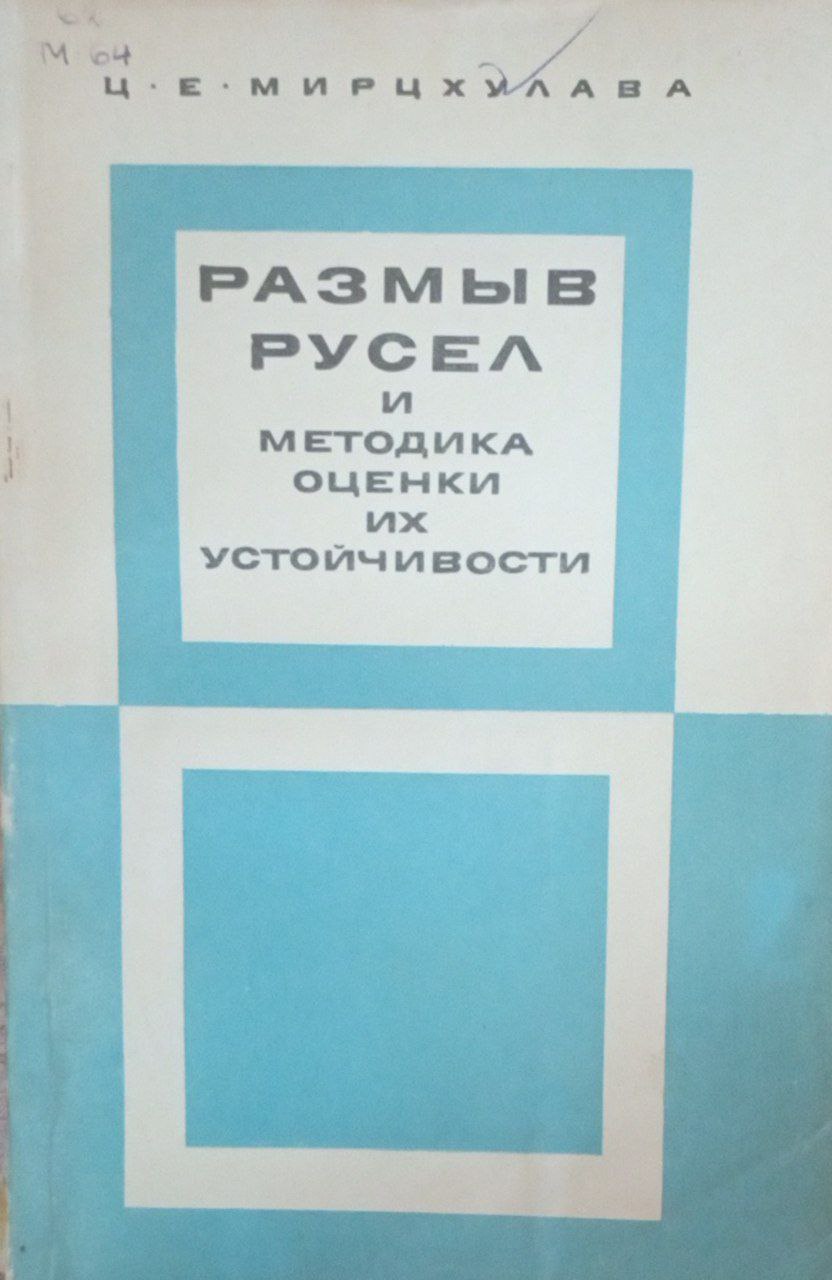 М 64
Ц · Е · МИРЦХУЛАВА
РАЗМЫВ
РУСЕЛ
И
МЕТОДИКА
ОЦЕНКИ
ИХ
УСТОЙЧИВОСТИ